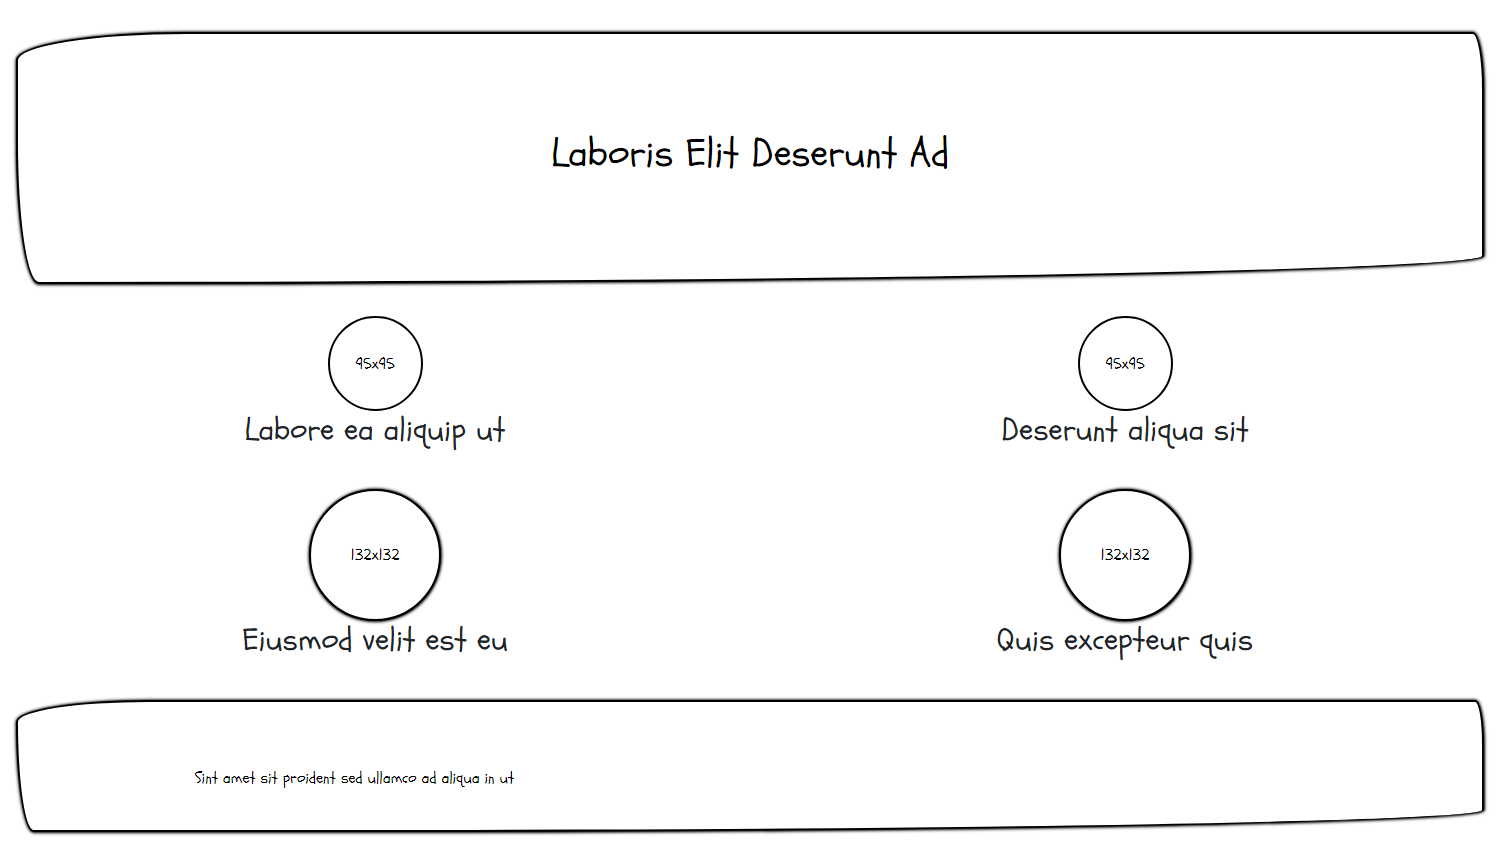 Laboris Elit Deserunt Ad
95x95
95x95
Labore ea aliquip ut
Deserunt aliqua sit
132x132
132x132
Eiusmod velit est eu
Quis excepteur quis
Sint amet sit proident sed ullamco ad aliqua in ut